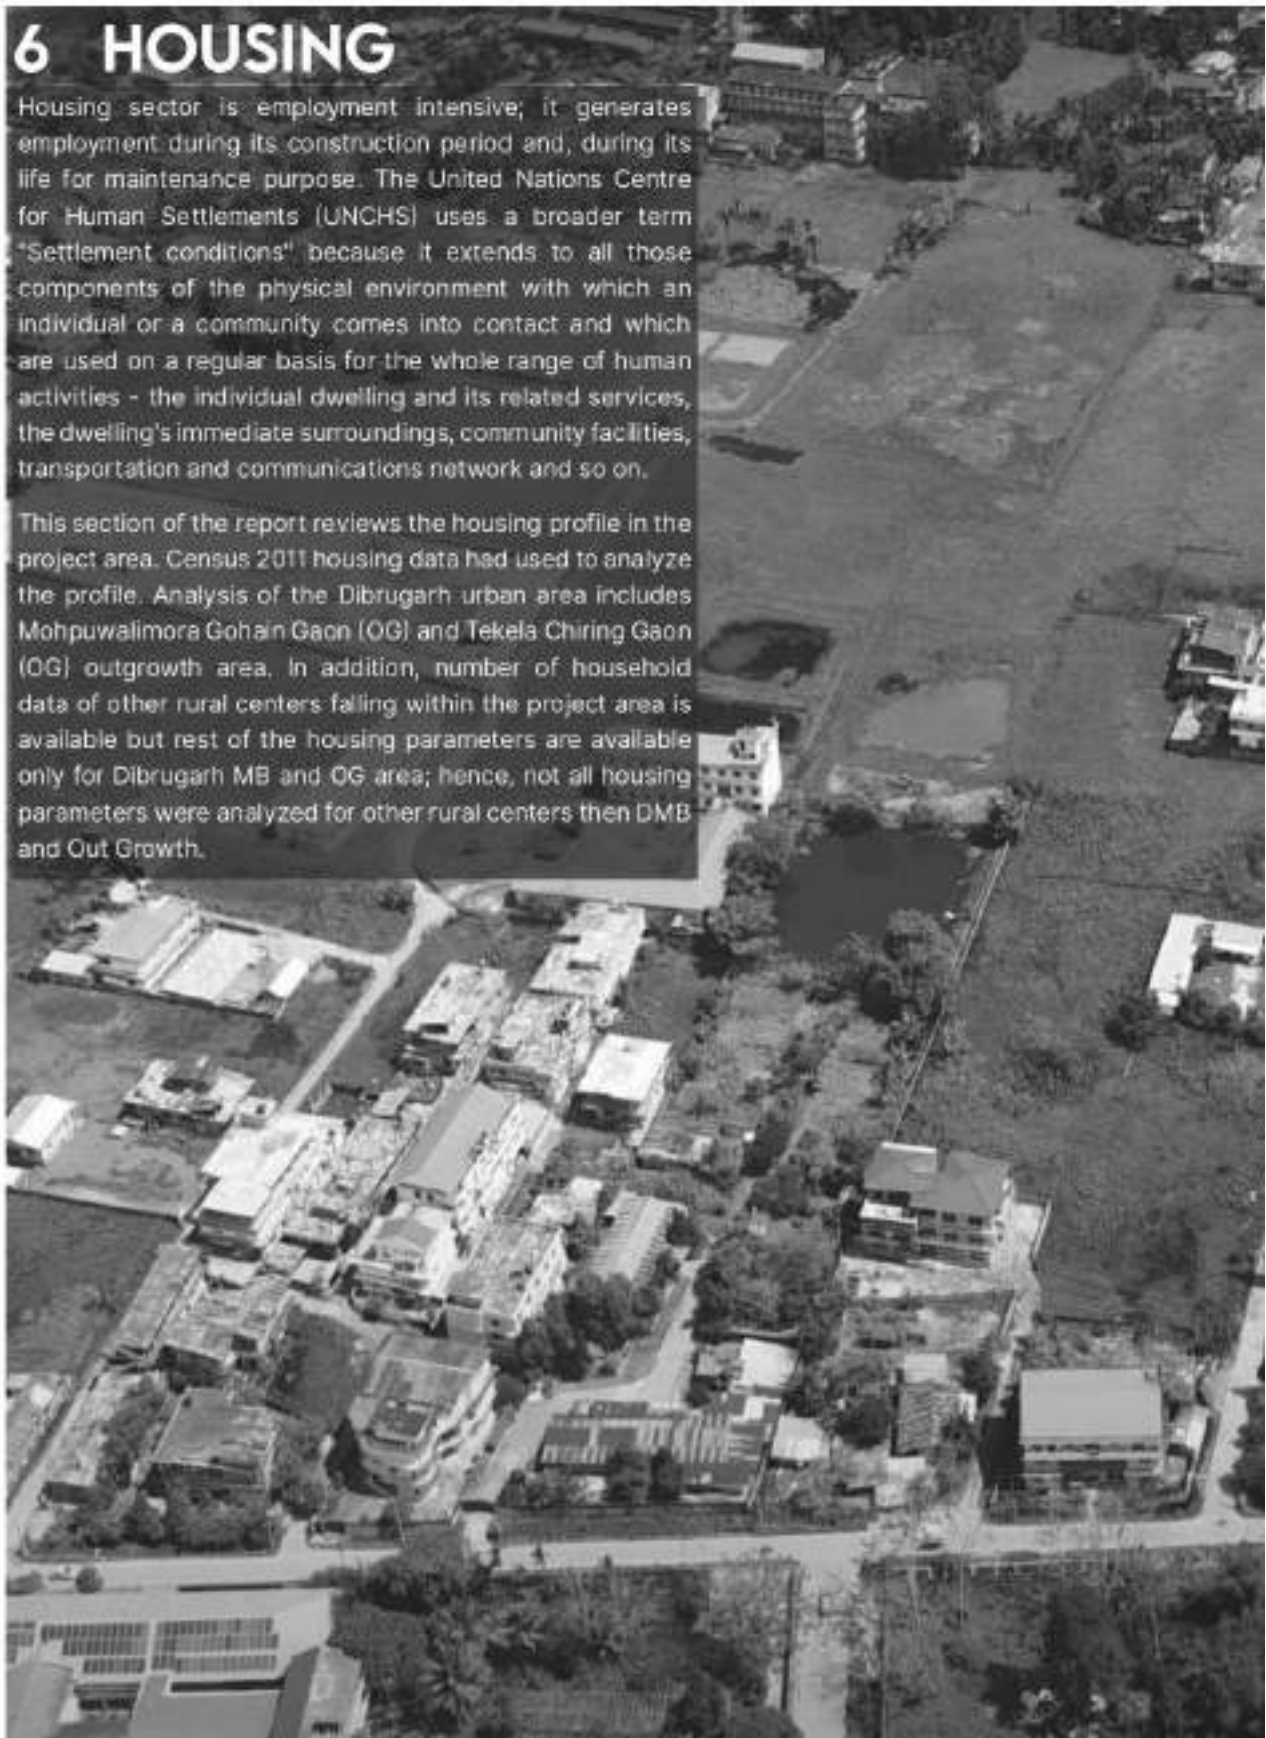 6 HOUSING
Housing sector is employment intensive; it generates
employment during its construction period and, during its
life for maintenance purpose. The United Nations Centre
for Human Settlements (UNCHS) uses a broader term
"Settlement conditions" because it extends to all those
components of the physical environment with which an
individual or a community comes into contact and which
are used on a regular basis for the whole range of human
activities - the individual dwelling and its related services,
the dwelling's immediate surroundings, community facilities,
transportation and communications network and so on.
This section of the report reviews the housing profile in the
project area. Census 2011 housing data had used to analyze
the profile. Analysis of the Dibrugarh urban area includes
Mohpuwalimora Gohain Gaon (OG) and Tekela Chiring Gaon
(OG) outgrowth area. In addition, number of household
data of other rural centers falling within the project area is
available but rest of the housing parameters are available
only for Dibrugarh MB and OG area; hence, not all housing
parameters were analyzed for other rural centers then DMB
and Out Growth.